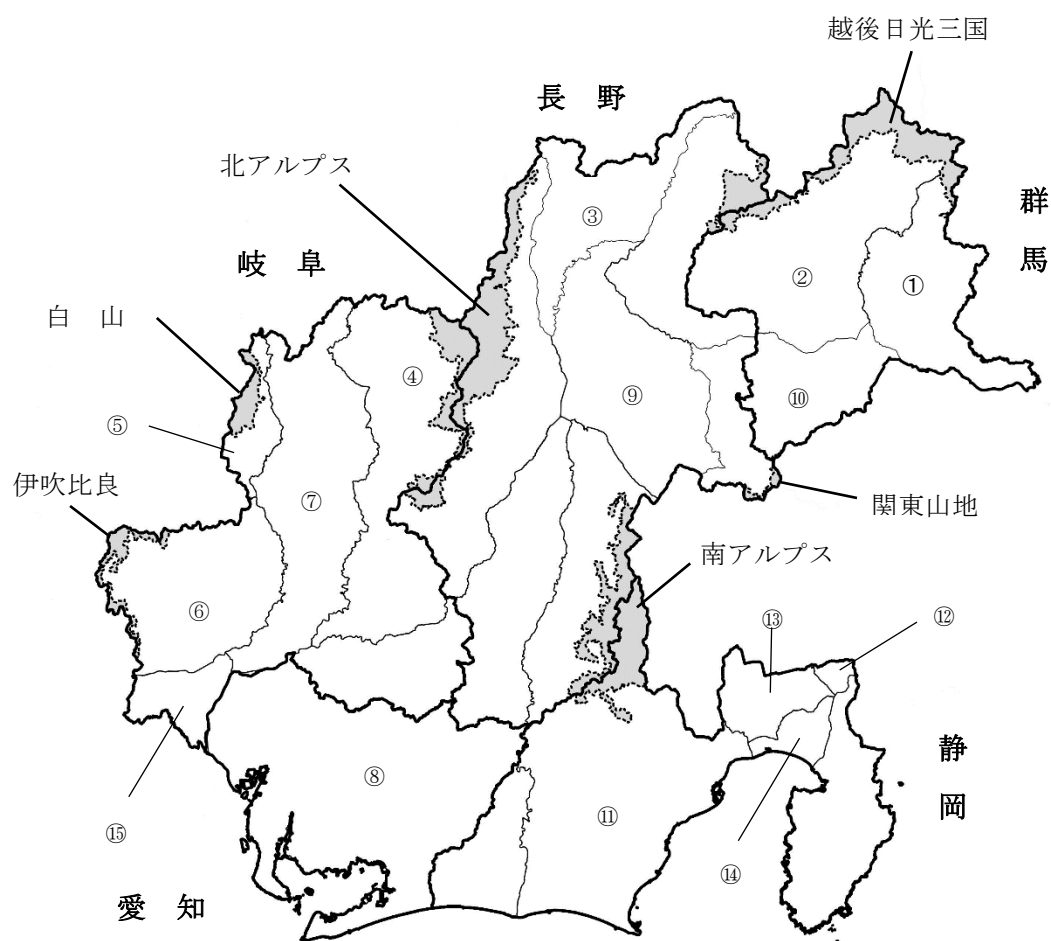 越後日光三国
長 野
北アルプス
群
馬
岐 阜
③
②
①
白 山
④
⑤
⑨
⑩
伊吹比良
⑦
関東山地
南アルプス
⑥
⑬
⑫
静
岡
⑧
⑪
⑮
⑭
愛 知